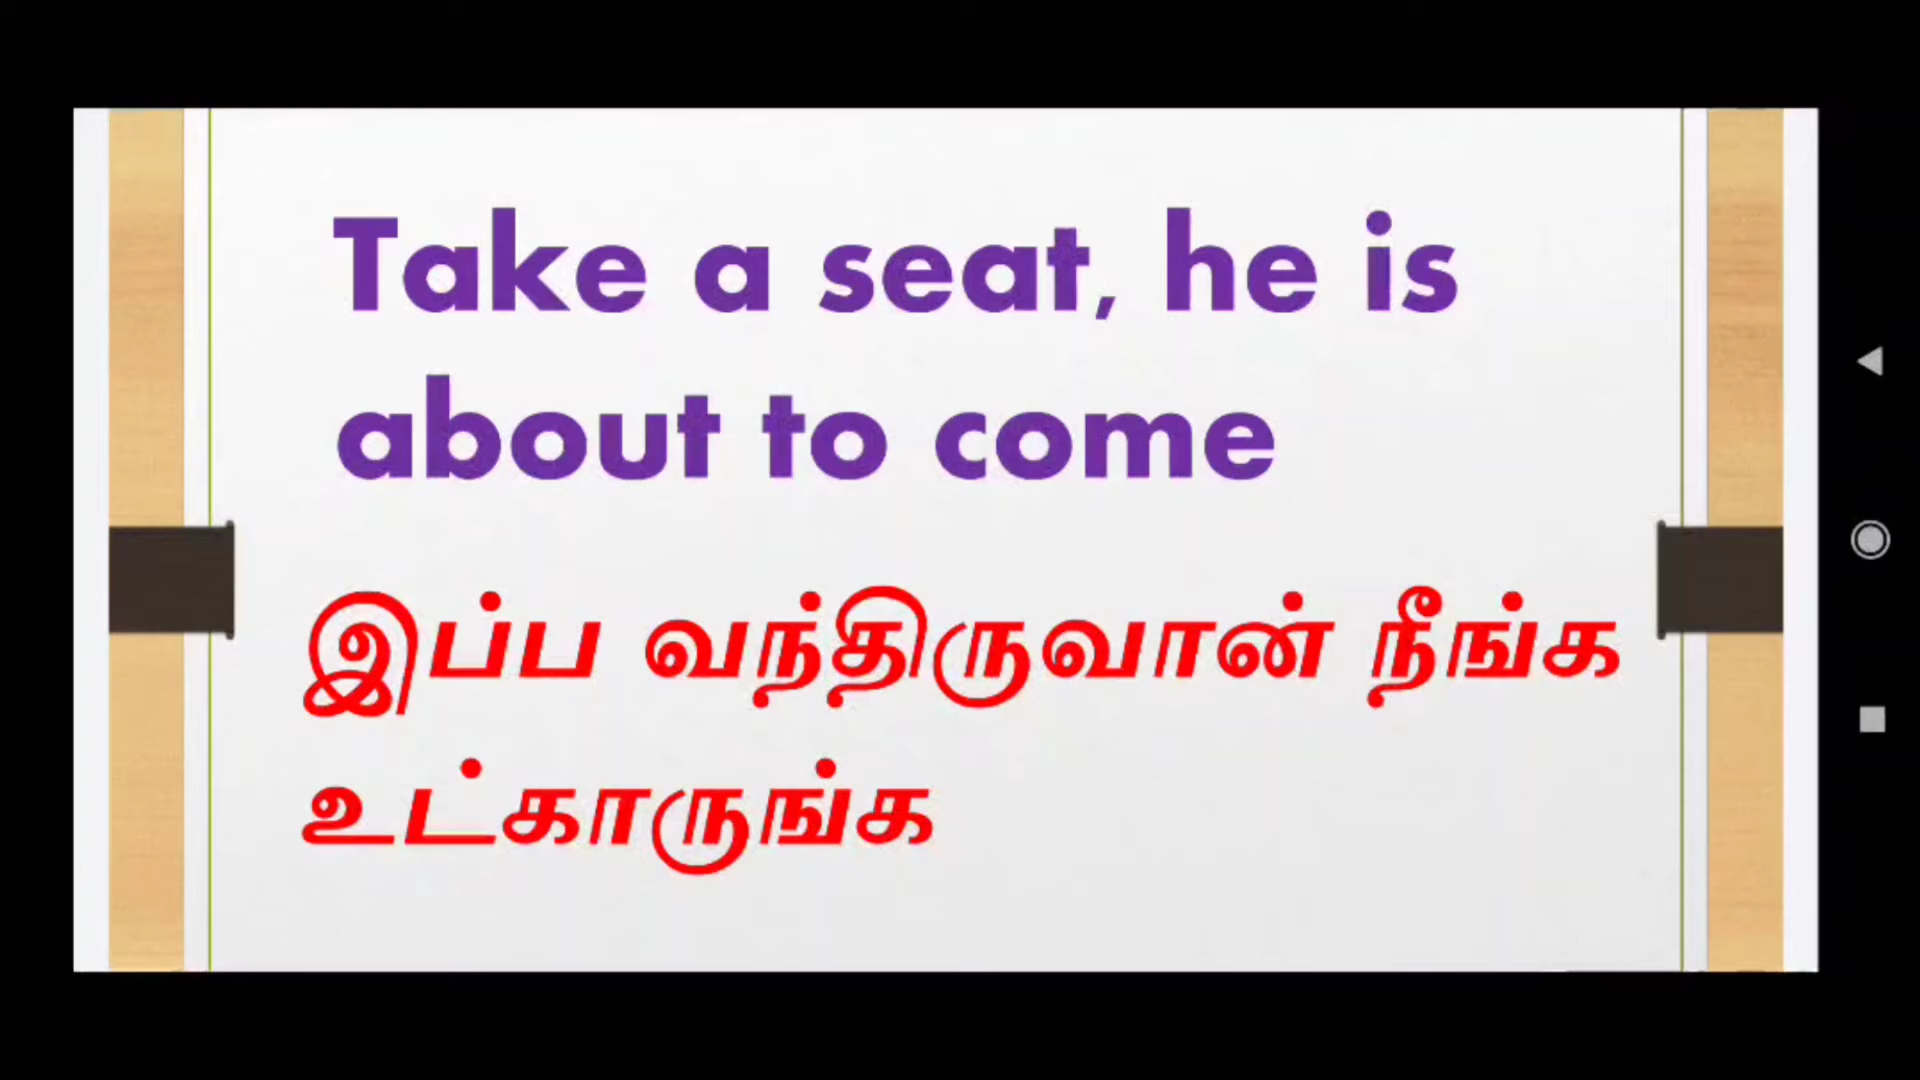 Take a seat, he is
about to come
இப்ப வந்திருவான் நீங்க
உட்காருங்க